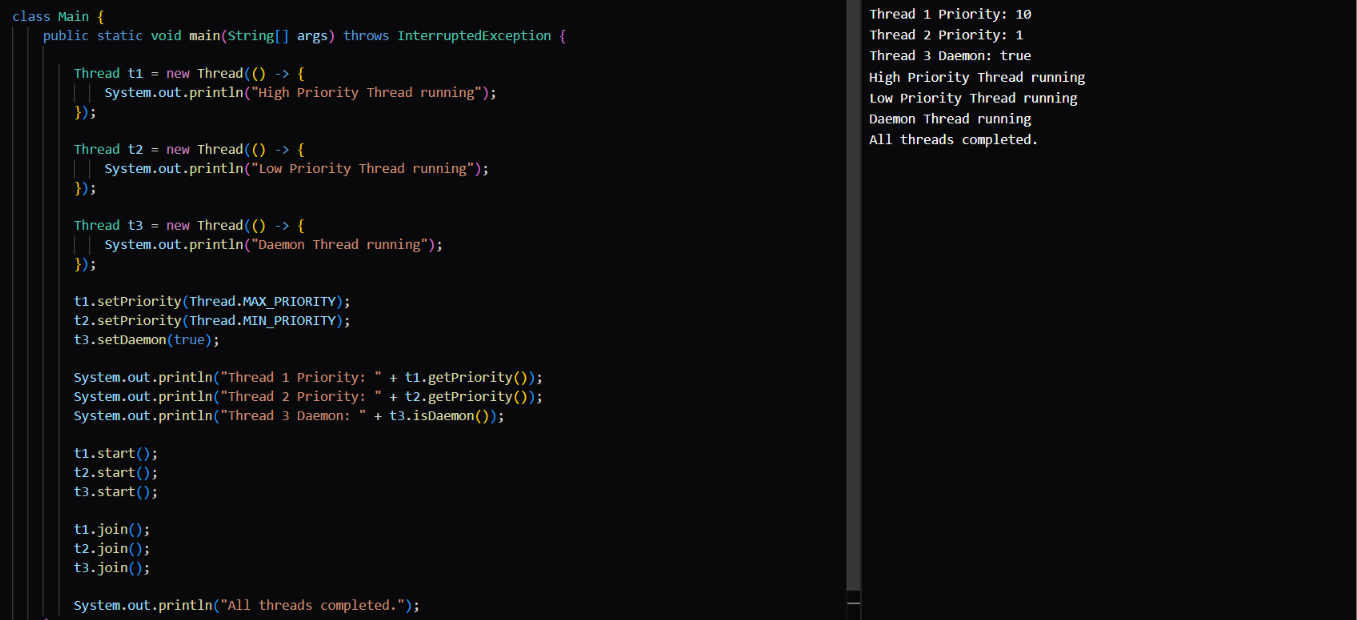 class Main {
public static void main(String[] args) throws InterruptedException {
Thread t1 = new Thread(() -> {
System.out.println("High Priority Thread running");
});
Thread t2 = new Thread(() -> {
System.out.println("Low Priority Thread running");
});
Thread t3 = new Thread(() -> {
System.out.println("Daemon Thread running");
});
t1.setPriority(Thread.MAX_PRIORITY);
t2.setPriority(Thread.MIN_PRIORITY);
t3.setDaemon(true);
System.out.println("Thread 1 Priority: " + t1.getPriority());
System.out.println("Thread 2 Priority: " + t2.getPriority());
System.out.println("Thread 3 Daemon: " + t3.isDaemon());
t1.start();
t2.start();
t3.start();
t1.join();
t2.join();
t3.join();
System.out.println("All threads completed.");
Thread 1 Priority: 10
Thread 2 Priority: 1
Thread 3 Daemon: true
High Priority Thread running
Low Priority Thread running
Daemon Thread running
All threads completed.